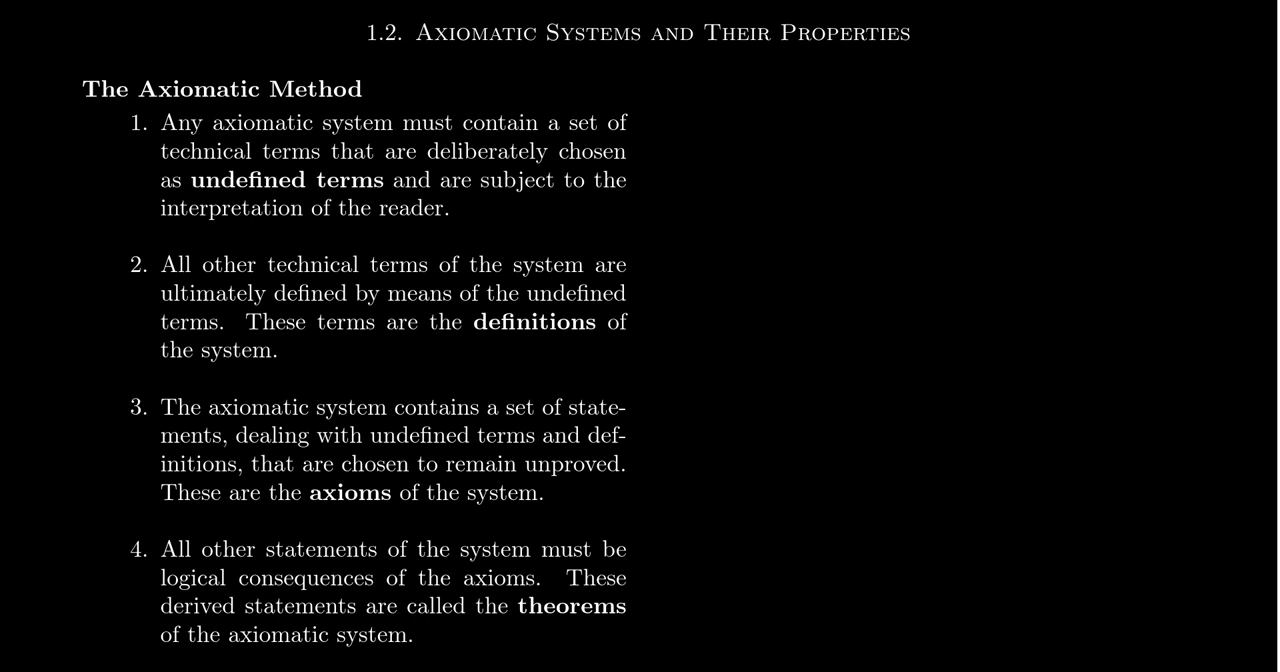 1.2. Axiomatic Systems and Their Properties
The Axiomatic Method
1. Any axiomatic system must contain a set of
technical terms that are deliberately chosen
as undefined terms and are subject to the
interpretation of the reader.
2. All other technical terms of the system are
ultimately defined by means of the undefined
terms. These terms are the definitions of
the system.
3. The axiomatic system contains a set of state-
ments, dealing with undefined terms and def-
initions, that are chosen to remain unproved.
These are the axioms of the system.
4. All other statements of the system must be
logical consequences of the axioms. These
derived statements are called the theorems
of the axiomatic system.